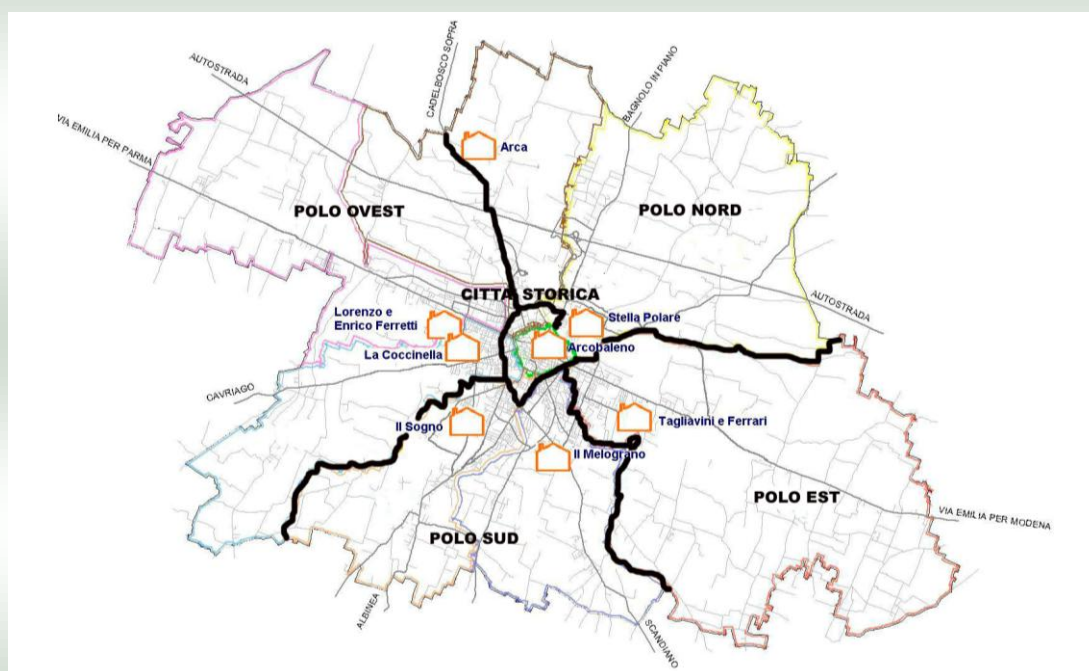 CADELBOSCO SOPRA
BAGNOLO IN PIANO
AUTOSTRADA
VIA EMILIA PER PARMA
Arca
POLO OVEST
POLO NORD
CITTA' STORICA
AUTOSTRADA
Lorenzo e
Enrico Ferretti
Stella Polare
La Coccinella
Arcobaleno
CAVRIAGO
Il Sogno
Tagliavini e Ferrari
Il Melograno
POLO EST
VIA EMILIA PER MODENA
POLO SUD
ALBINEA
SCANDIANO